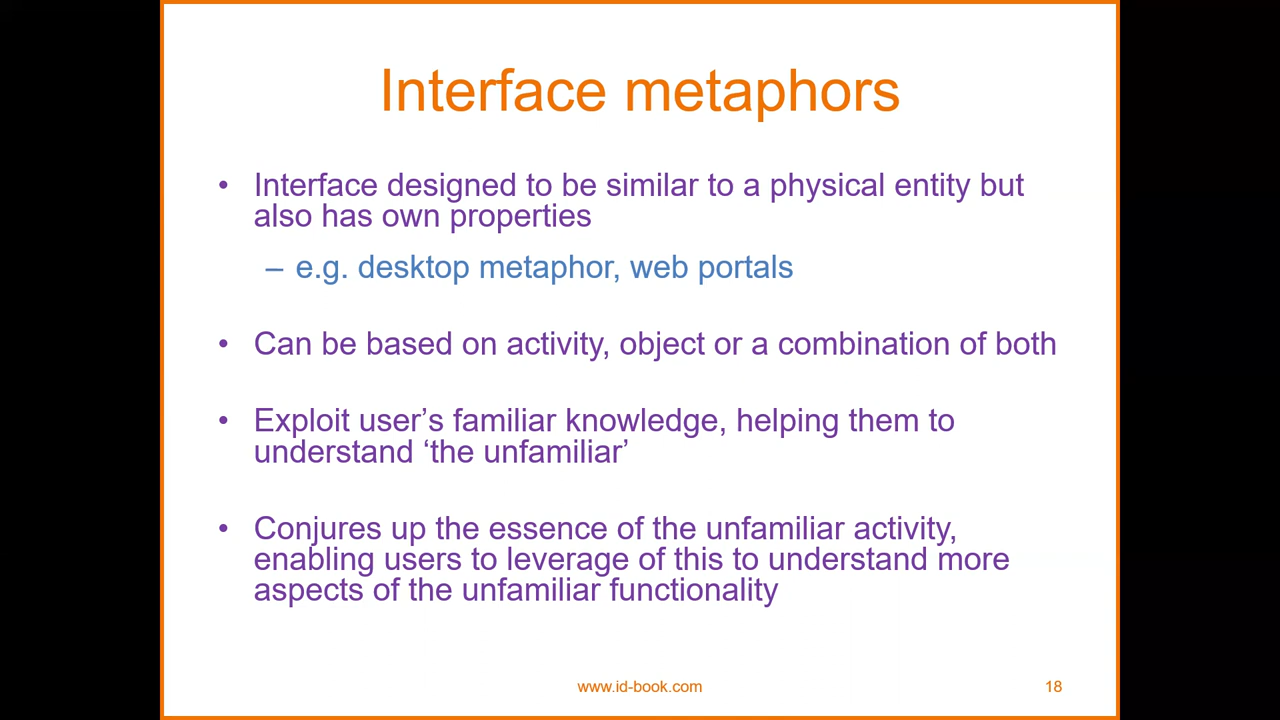 Interface metaphors
• Interface designed to be similar to a physical entity but
also has own properties
– e.g. desktop metaphor, web portals
• Can be based on activity, object or a combination of both
• Exploit user’s familiar knowledge, helping them to
understand ‘the unfamiliar’
• Conjures up the essence of the unfamiliar activity,
enabling users to leverage of this to understand more
aspects of the unfamiliar functionality
www.id-book.com
18